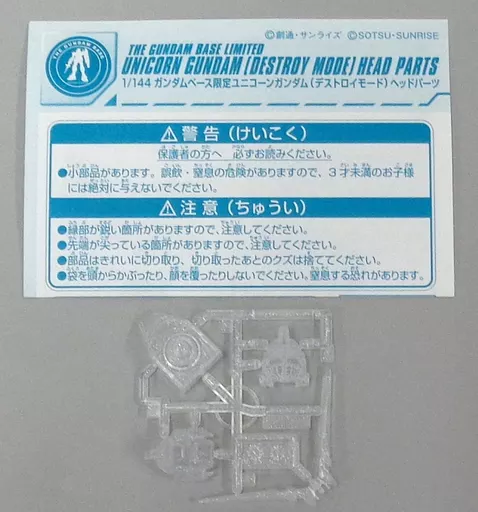 ©創通・サンライズ ©SOTSU・SUNRISE
THE GUNDAM BASE
THE GUNDAM BASE LIMITED
UNICORN GUNDAM [DESTROY MODE] HEAD PARTS
1/144 ガンダムベース限定ユニコーンガンダム（デストロイモード）ヘッドパーツ
⚠警告（けいこく）
保護者の方へ 必ずお読みください。
●小部品があります。誤飲・窒息の危険がありますので、3才未満のお子様
には絶対に与えないでください。
⚠注意（ちゅうい）
●縁部が鋭い箇所がありますので、注意してください。
●先端が尖っている箇所がありますので、注意してください。
●部品はきれいに切り取り、切り取ったあとのクズは捨ててください。
●袋を頭からかぶったり、顔を覆ったりしないでください。窒息する恐れがあります。